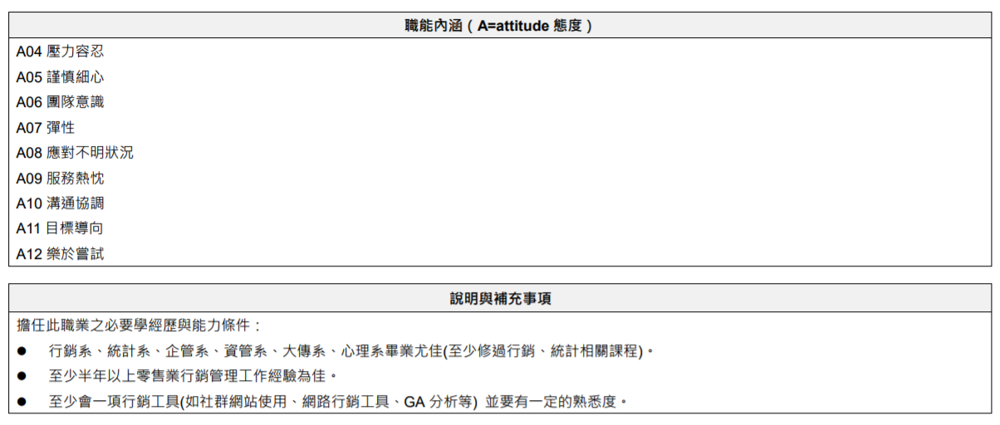 職能內涵（A=attitude 態度）
A04 壓力容忍
A05 謹慎細心
A06 團隊意識
A07 彈性
A08 應對不明狀況
A09 服務熱忱
A10 溝通協調
A11 目標導向
A12 樂於嘗試
說明與補充事項
擔任此職業之必要學經歷與能力條件：
● 行銷系、統計系、企管系、資管系、大傳系、心理系畢業尤佳(至少修過行銷、統計相關課程)。
● 至少半年以上零售業行銷管理工作經驗為佳。
● 至少會一項行銷工具(如社群網站使用、網路行銷工具、GA 分析等) 並要有一定的熟悉度。